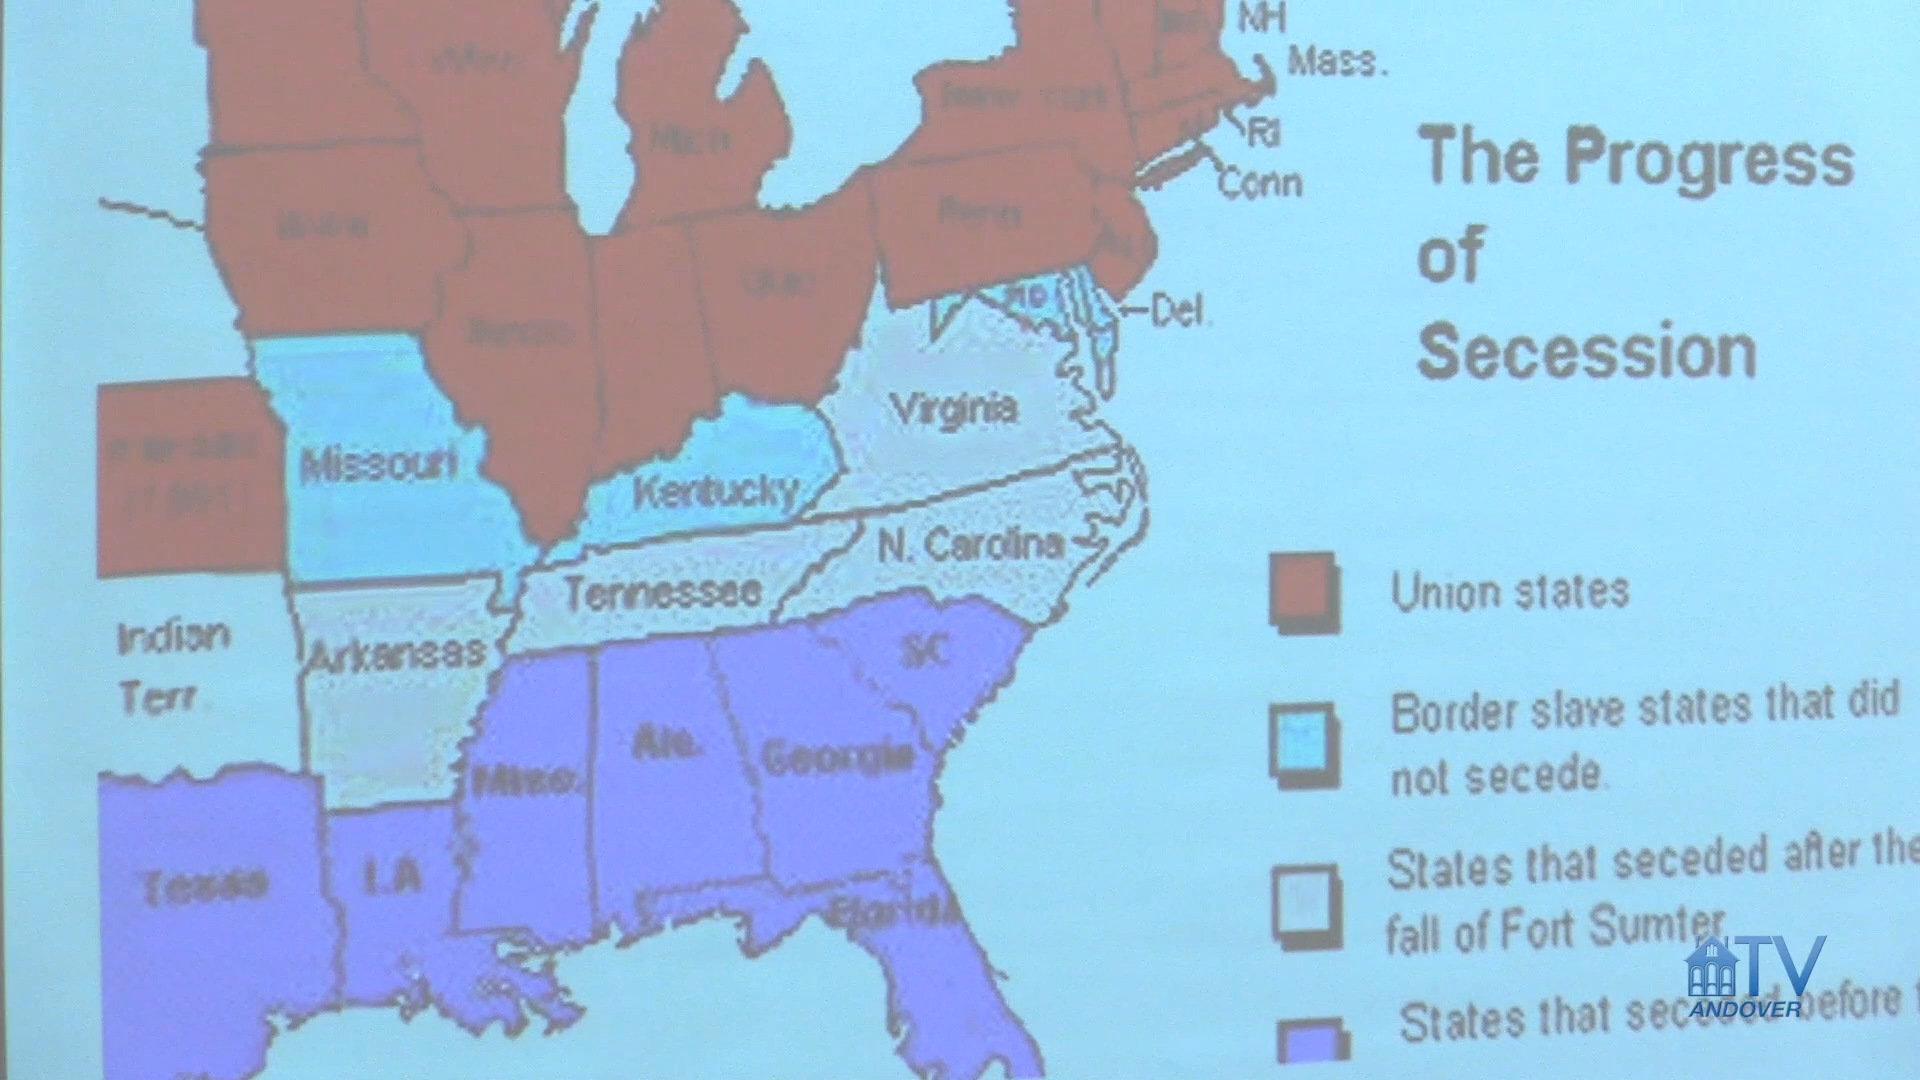 NH
Mass.
RI
Conn
Mich
Penn
Del.
The Progress
of
Secession
Virginia
Missouri
Kentucky
N. Carolina
Tennessee
Indian
Terr.
Arkansas
SC
Ala.
Georgia
Miss.
Texas
LA
Florida
Union states
Border slave states that did
not secede.
States that seceded after the
fall of Fort Sumter
States that seceded before
TV
ANDOVER